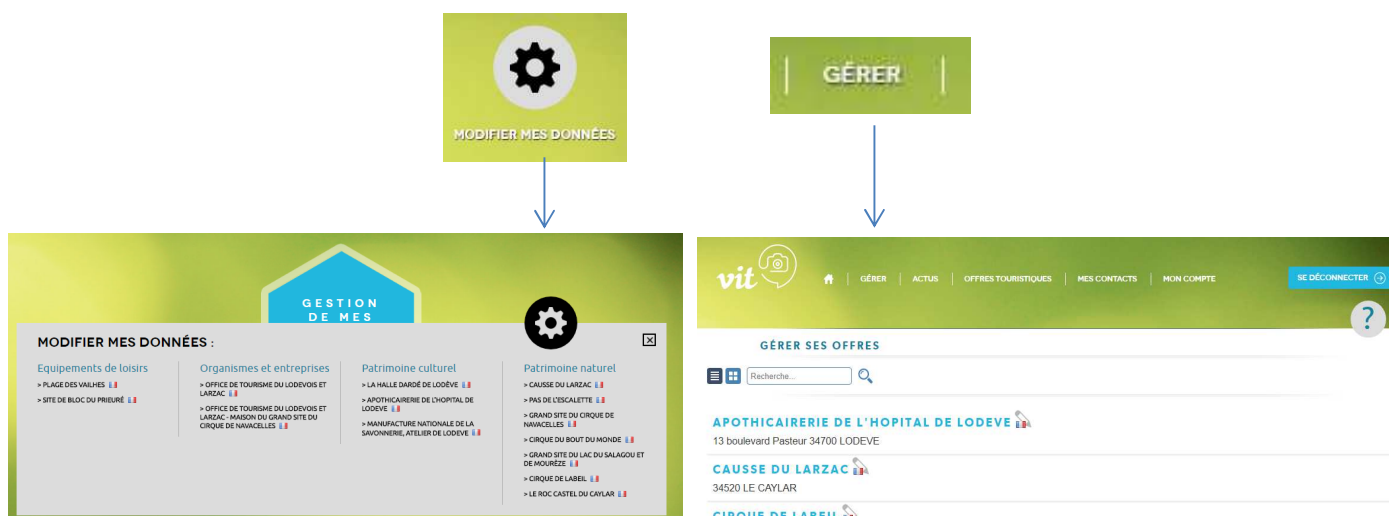 MODIFIER MES DONNÉES
GÉRER
GESTION
DE MES
MODIFIER MES DONNÉES :
Equipements de loisirs
> PLAGE DES VAILHES
> SITE DE BLOC DU PRIEURÉ
Organismes et entreprises
> OFFICE DE TOURISME DU LODEVOIS ET
LARZAC
> OFFICE DE TOURISME DU LODEVOIS ET
LARZAC - MAISON DU GRAND SITE DU
CIRQUE DE NAVACELLES
Patrimoine culturel
> LA HALLE DARDÉ DE LODÈVE
> APOTHICAIRERIE DE L'HOPITAL DE
LODEVE
> MANUFACTURE NATIONALE DE LA
SAVONNERIE, ATELIER DE LODEVE
Patrimoine naturel
> CAUSSE DU LARZAC
> PAS DE L'ESCALETTE
> GRAND SITE DU CIRQUE DE
NAVACELLES
> CIRQUE DU BOUT DU MONDE
> GRAND SITE DU LAC DU SALAGOU ET
DE MOURÈZE
> CIRQUE DE LABEIL
> LE ROC CASTEL DU CAYLAR
vit
GÉRER | ACTUS | OFFRES TOURISTIQUES | MES CONTACTS | MON COMPTE
SE DÉCONNECTER
?
GÉRER SES OFFRES
Recherche...
APOTHICAIRERIE DE L'HOPITAL DE LODEVE
13 boulevard Pasteur 34700 LODEVE
CAUSSE DU LARZAC
34520 LE CAYLAR
CIRQUE DE LABEIL